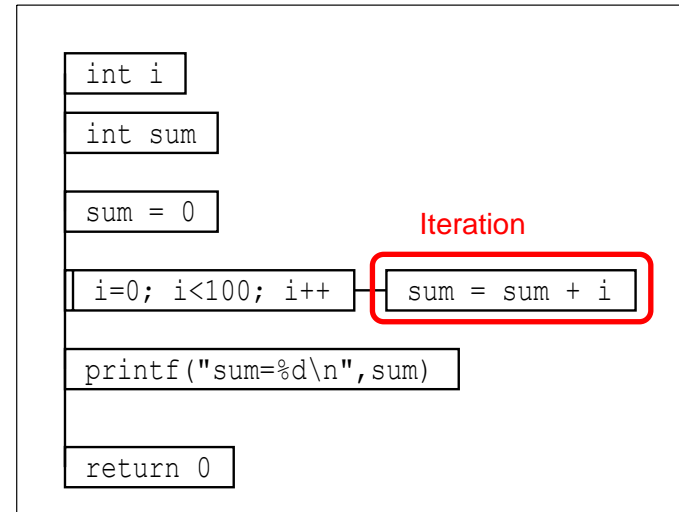 int i
int sum
sum = 0
Iteration
i=0; i<100; i++
sum = sum + i
printf("sum=%d\n",sum)
return 0